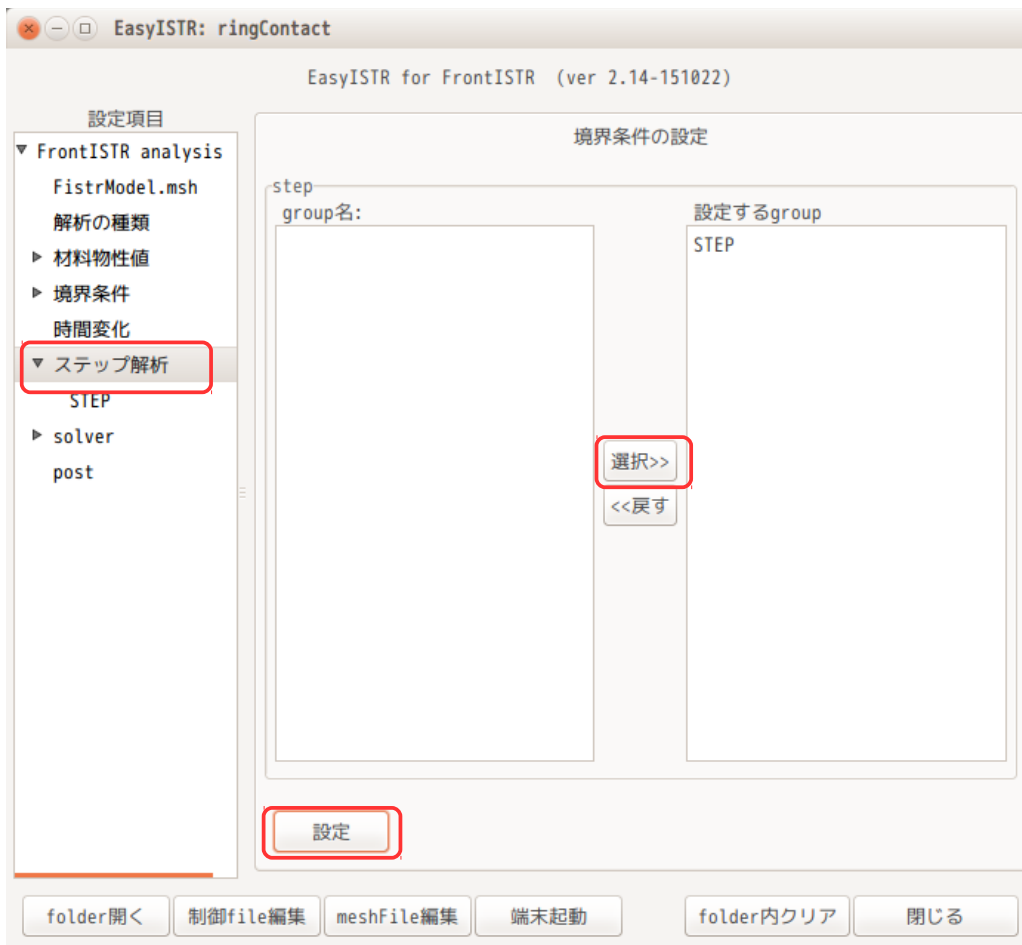 EasyISTR: ringContact
EasyISTR for FrontISTR (ver 2.14-151022)
設定項目
FrontISTR analysis
FistrModel.msh
解析の種類
材料物性値
境界条件
時間変化
ステップ解析
STEP
solver
post
境界条件の設定
step
group名:
設定するgroup
STEP
選択>>
<<戻す
設定
folder開く
制御file編集
meshFile編集
端末起動
folder内クリア
閉じる